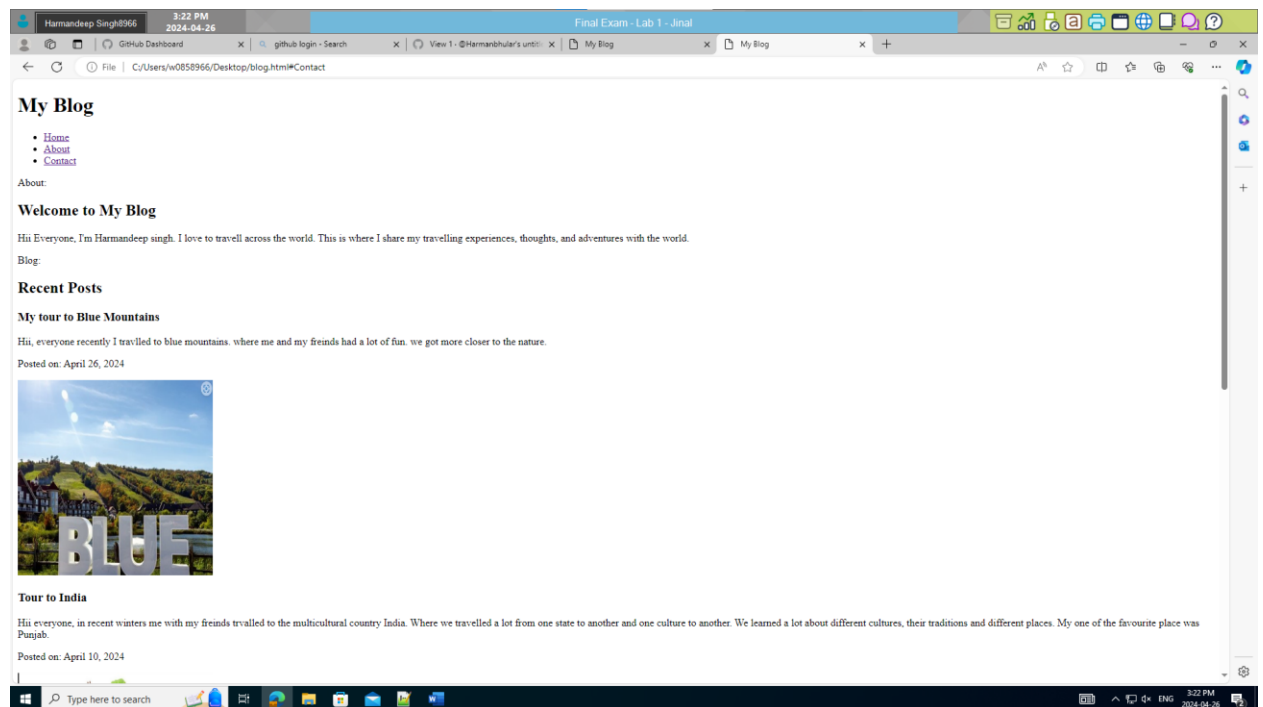 Harmandeep Singh8966
3:22 PM
2024-04-26
Final Exam - Lab 1 - Jinal
GitHub Dashboard
github login - Search
View 1 · @Harmanbhular's untitl
My Blog
My Blog
File
C:/Users/w0858966/Desktop/blog.html#Contact
My Blog
Home
About
Contact
About:
Welcome to My Blog
Hii Everyone, I'm Harmandeep singh. I love to travell across the world. This is where I share my travelling experiences, thoughts, and adventures with the world.
Blog:
Recent Posts
My tour to Blue Mountains
Hii, everyone recently I travlled to blue mountains. where me and my freinds had a lot of fun. we got more closer to the nature.
Posted on: April 26, 2024
BLUE
Tour to India
Hii everyone, in recent winters me with my freinds trvalled to the multicultural country India. Where we travelled a lot from one state to another and one culture to another. We learned a lot about different cultures, their traditions and different places. My one of the favourite place was
Punjab.
Posted on: April 10, 2024
Type here to search
ENG
3:22 PM
2024-04-26